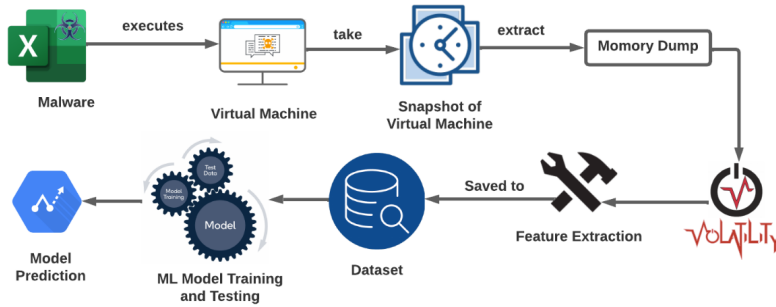 executes
take
extract
X
Malware
Virtual Machine
Snapshot of
Virtual Machine
Momory Dump
VOLATILITY
Feature Extraction
Saved to
Dataset
Test
Data
Model
Training
Model
ML Model Training
and Testing
Model
Prediction